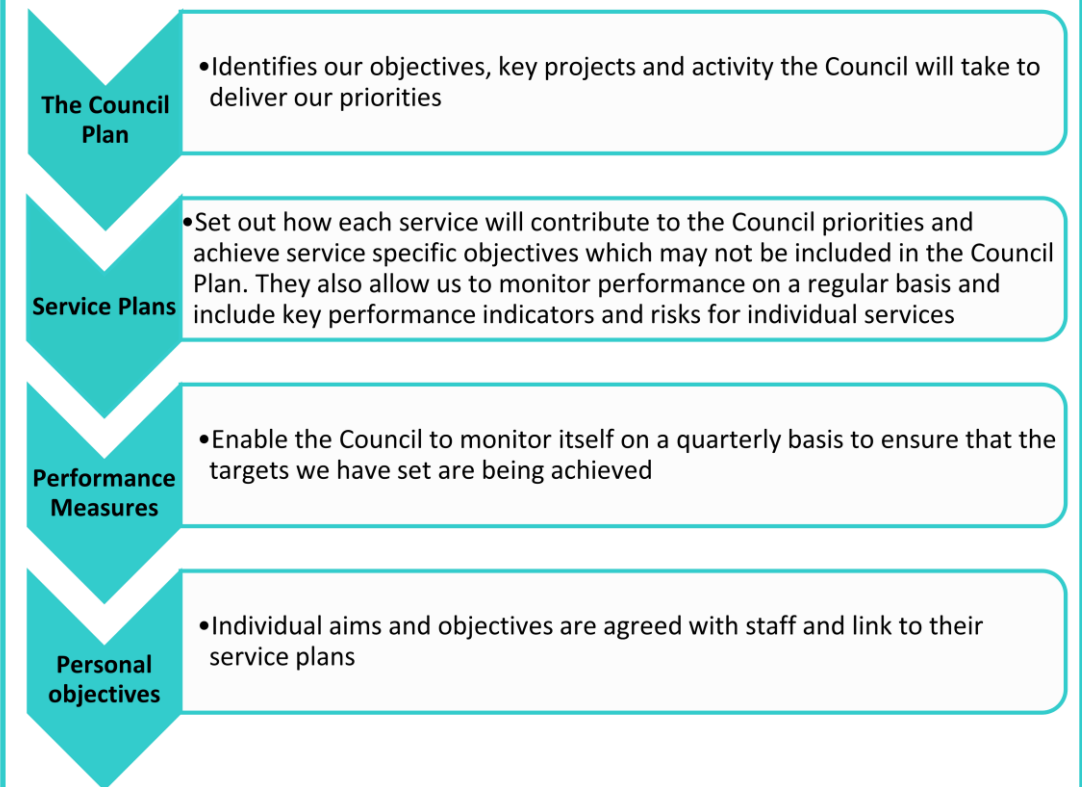 The Council
Plan
•Identifies our objectives, key projects and activity the Council will take to
deliver our priorities
Service Plans
•Set out how each service will contribute to the Council priorities and
achieve service specific objectives which may not be included in the Council
Plan. They also allow us to monitor performance on a regular basis and
include key performance indicators and risks for individual services
Performance
Measures
•Enable the Council to monitor itself on a quarterly basis to ensure that the
targets we have set are being achieved
Personal
objectives
•Individual aims and objectives are agreed with staff and link to their
service plans